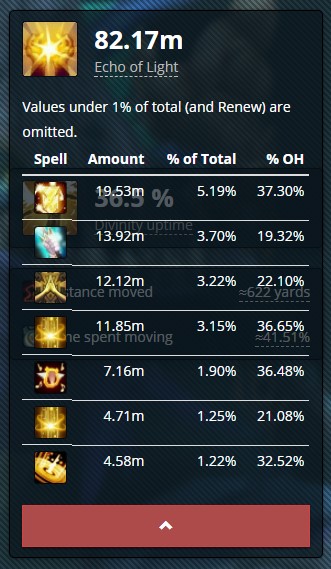 82.17m
Echo of Light
Values under 1% of total (and Renew) are
omitted.
Spell Amount % of Total % OH
19.53m 5.19% 37.30%
36.5 %
Divinity uptime
13.92m 3.70% 19.32%
12.12m 3.22% 22.10%
stance moved ≈622 yards
11.85m 3.15% 36.65%
ne spent moving ≈41.51%
7.16m 1.90% 36.48%
4.71m 1.25% 21.08%
4.58m 1.22% 32.52%